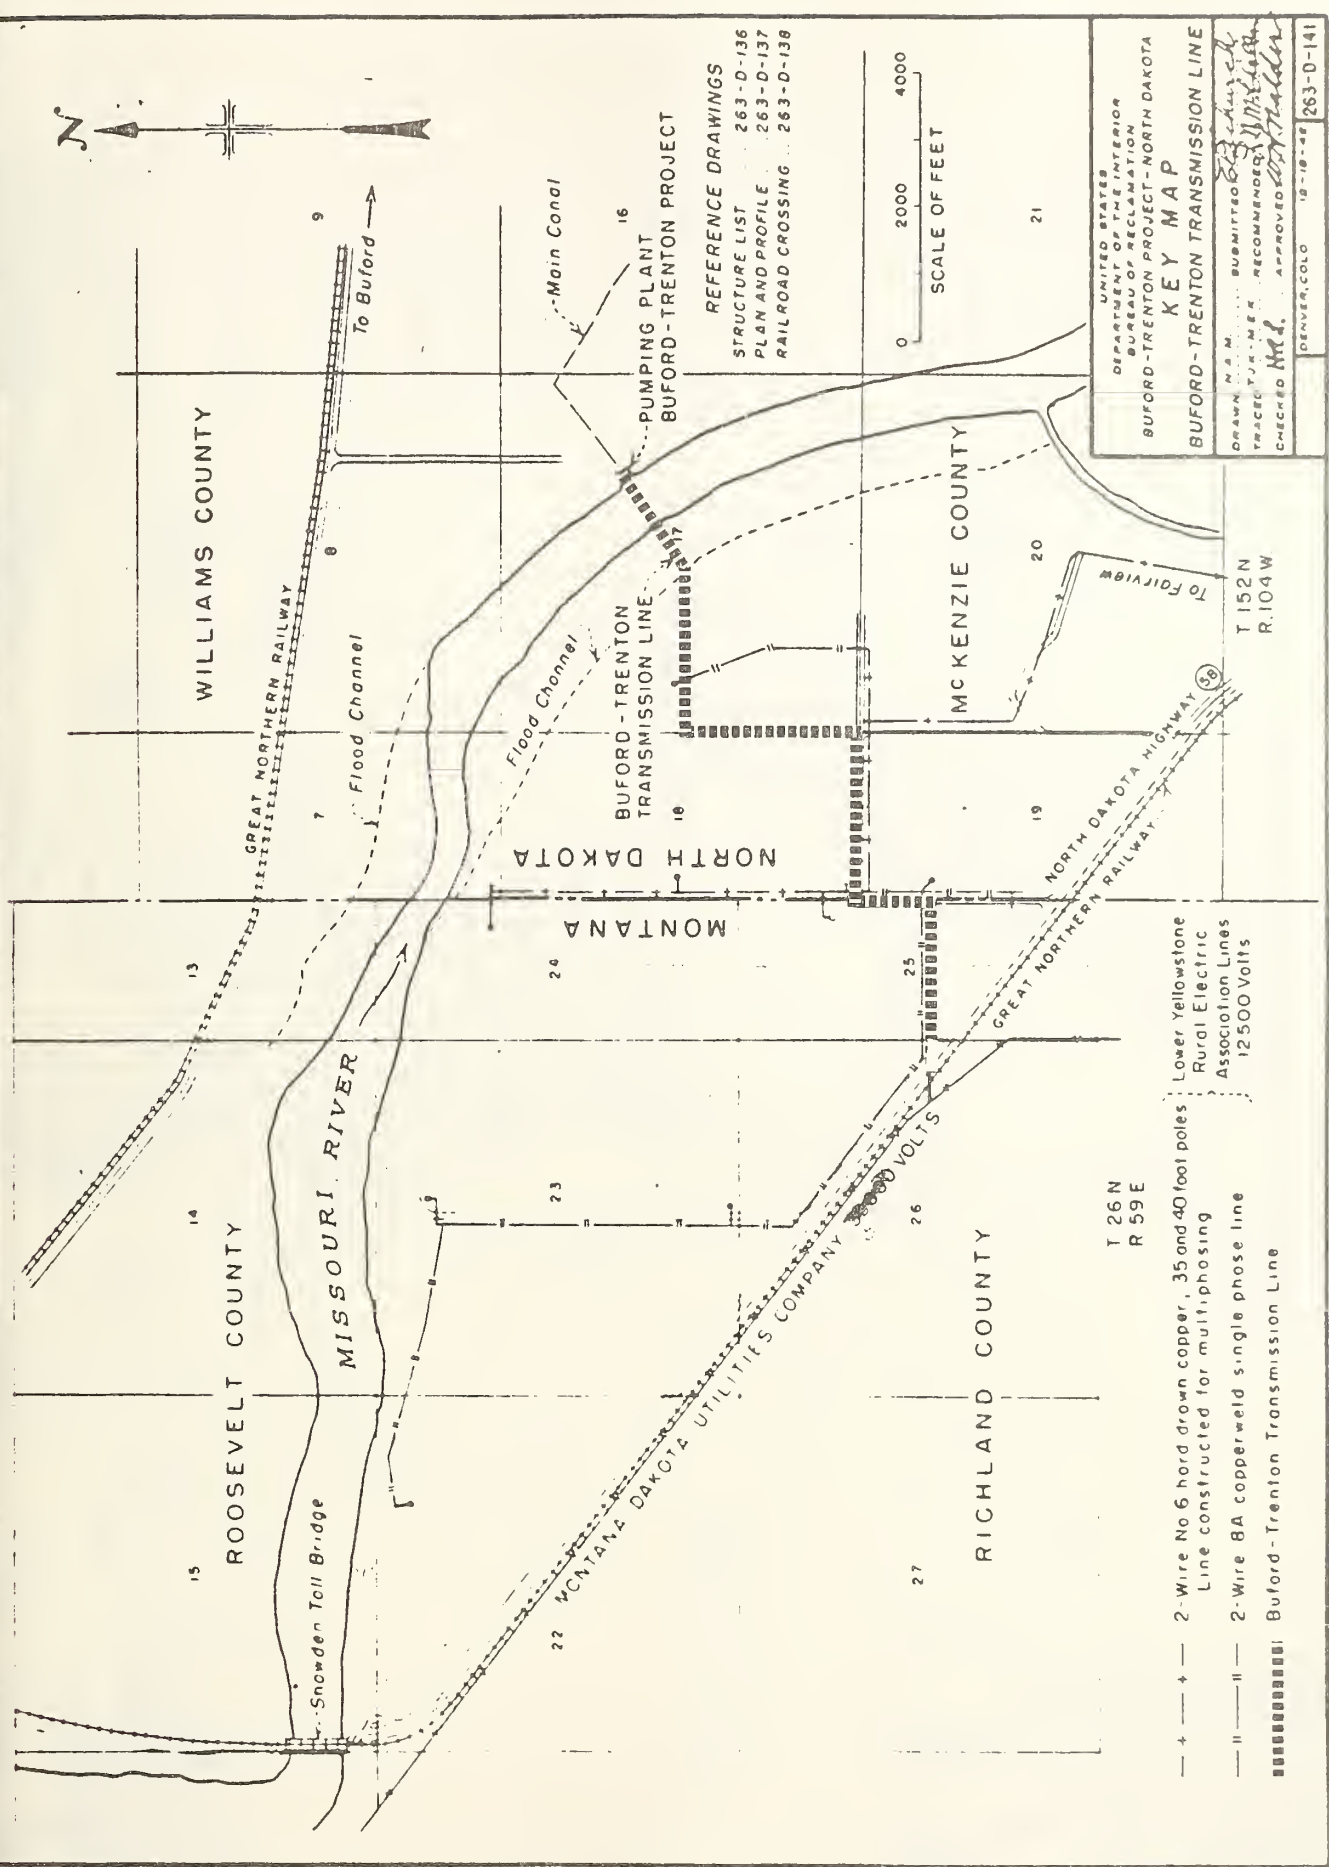 N
WILLIAMS COUNTY
9
To Buford
GREAT NORTHERN RAILWAY
8
7
Flood Channel
Main Canal
16
PUMPING PLANT
BUFORD-TRENTON PROJECT
REFERENCE DRAWINGS
STRUCTURE LIST 263-D-136
PLAN AND PROFILE 263-D-137
RAILROAD CROSSING 263-D-138
0 2000 4000
SCALE OF FEET
21
17
BUFORD-TRENTON
TRANSMISSION LINE
Flood Channel
18
NORTH DAKOTA
MONTANA
MCKENZIE COUNTY
20
19
To Fairview
T 152 N
R. 104 W
NORTH DAKOTA HIGHWAY 58
GREAT NORTHERN RAILWAY
13
14
15
ROOSEVELT COUNTY
MISSOURI RIVER
Snowden Toll Bridge
24
23
22
25
26
27
MONTANA DAKOTA UTILITIES COMPANY
VOLTS
RICHLAND COUNTY
T 26 N
R 59 E
2-Wire No 6 hard drawn copper, 35 and 40 foot poles
Line constructed for multiphosing
2-Wire 8A copperweld single phase line
Lower Yellowstone
Rural Electric
Association Lines
12500 Volts
Buford-Trenton Transmission Line
UNITED STATES
DEPARTMENT OF THE INTERIOR
BUREAU OF RECLAMATION
BUFORD-TRENTON PROJECT-NORTH DAKOTA
KEY MAP
BUFORD-TRENTON TRANSMISSION LINE
DRAWN SUBMITTED
TRACED RECOMMENDED
CHECKED APPROVED
DENVER, COLO 263-D-141